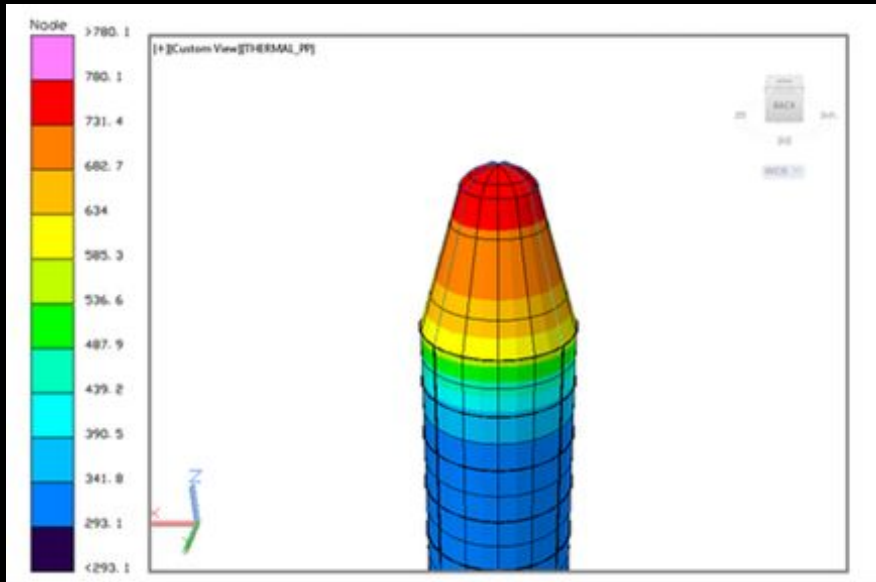 Node
>780.1
780.1
731.4
682.7
634
585.3
536.6
487.9
439.2
390.5
341.8
293.1
<293.1
[+][Custom View][THERMAL_PP]
BACK
WCS
Z
X